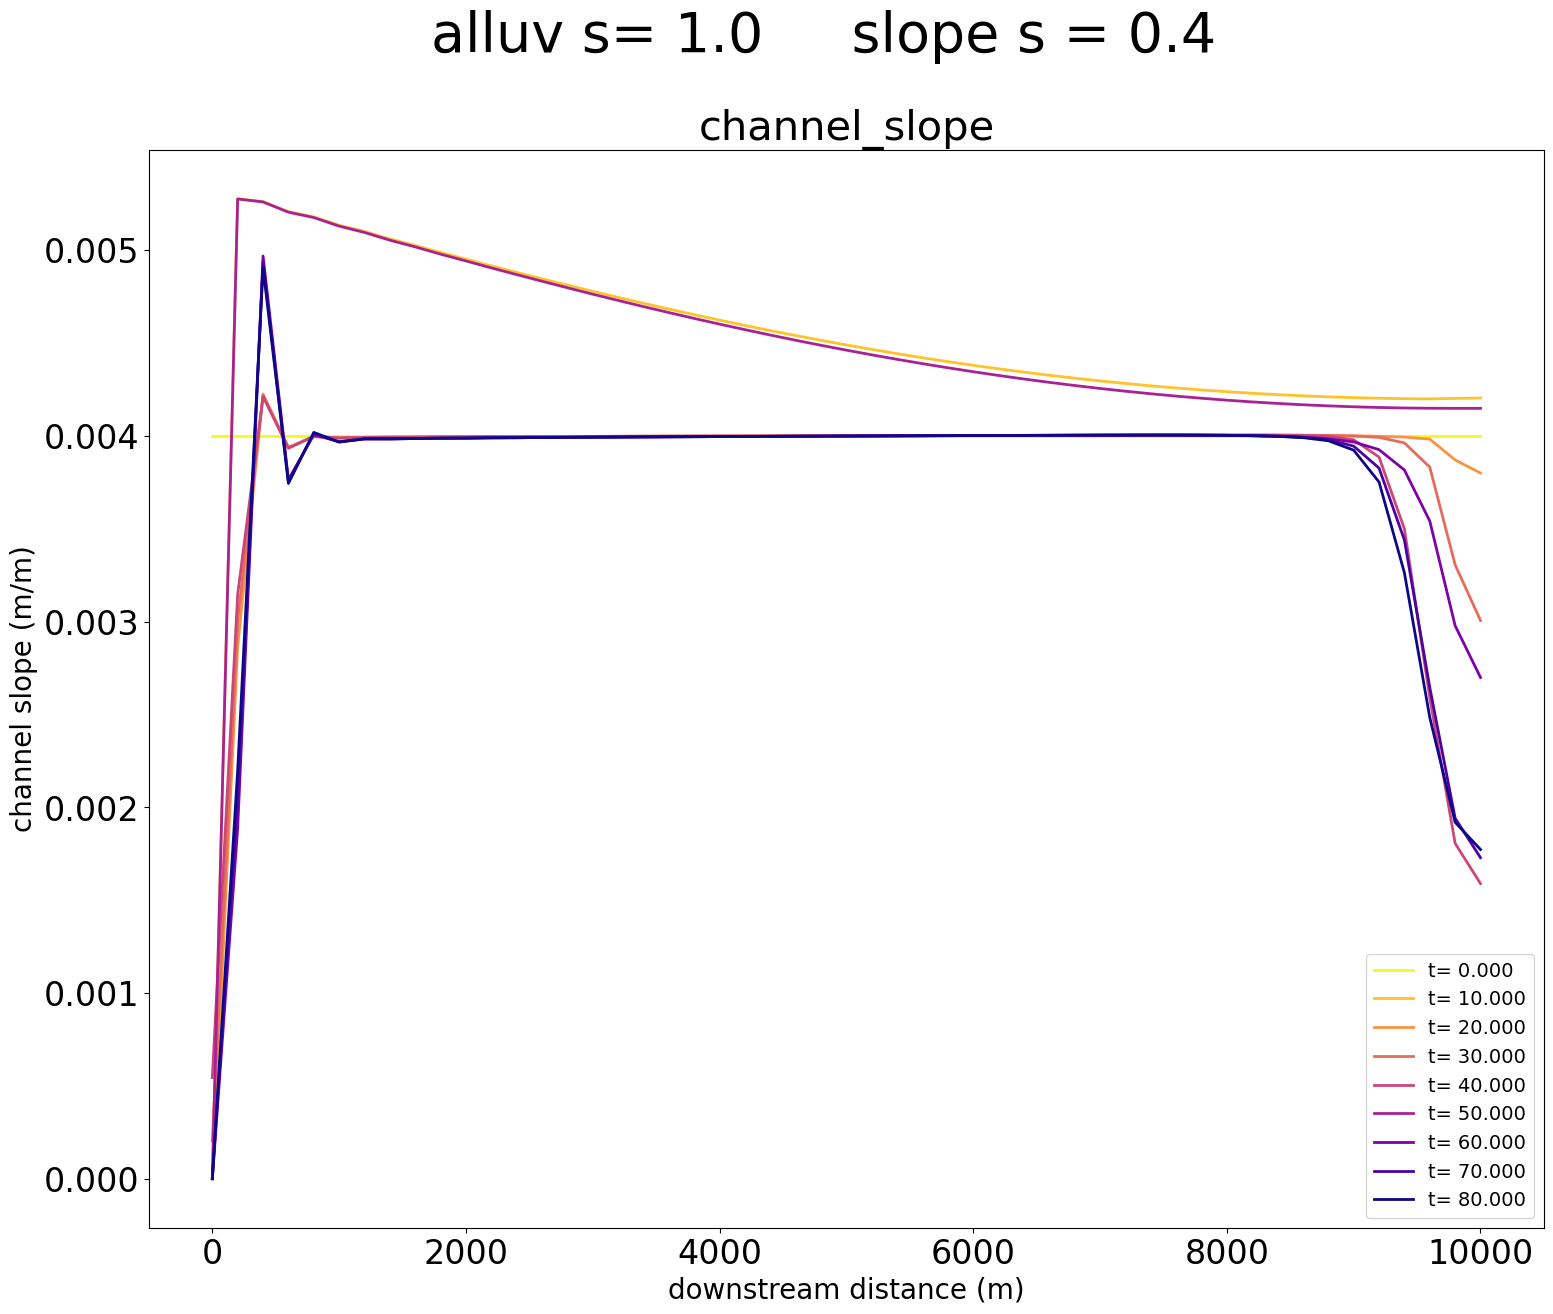 alluv s= 1.0 slope s = 0.4
channel_slope
channel slope (m/m)
0.005
0.004
0.003
0.002
0.001
0.000
t= 0.000
t= 10.000
t= 20.000
t= 30.000
t= 40.000
t= 50.000
t= 60.000
t= 70.000
t= 80.000
0 2000 4000 6000 8000 10000
downstream distance (m)